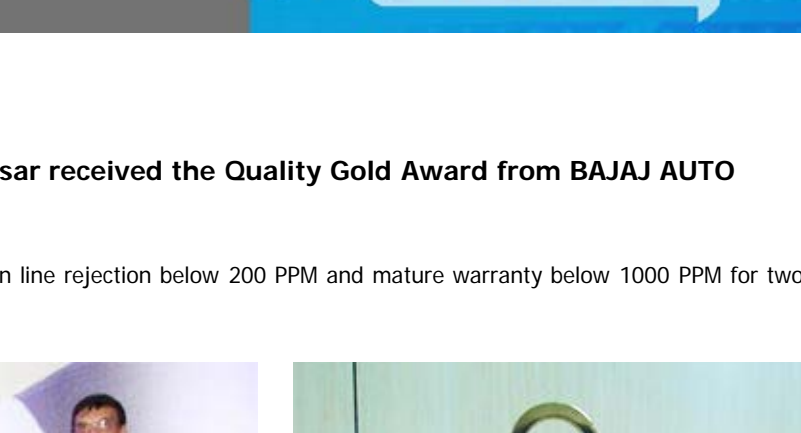 sar received the Quality Gold Award from BAJAJ AUTO
n line rejection below 200 PPM and mature warranty below 1000 PPM for two